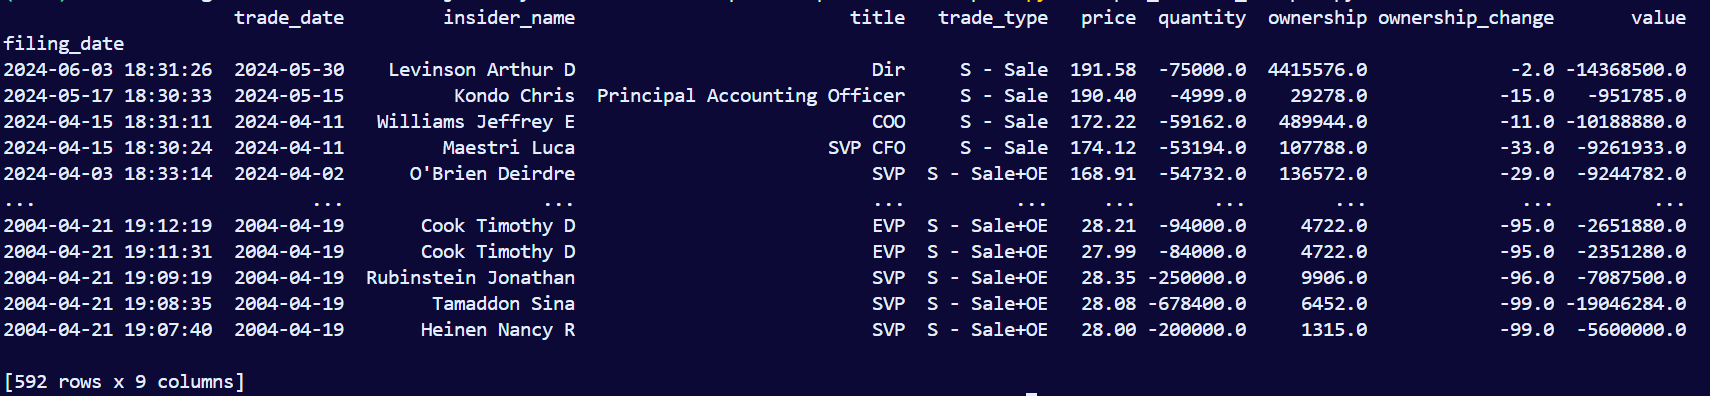 trade_date insider_name title trade_type price quantity ownership ownership_change value
filing_date
2024-06-03 18:31:26 2024-05-30 Levinson Arthur D Dir S - Sale 191.58 -75000.0 4415576.0 -2.0 -14368500.0
2024-05-17 18:30:33 2024-05-15 Kondo Chris Principal Accounting Officer S - Sale 190.40 -4999.0 29278.0 -15.0 -951785.0
2024-04-15 18:31:11 2024-04-11 Williams Jeffrey E COO S - Sale 172.22 -59162.0 489944.0 -11.0 -10188880.0
2024-04-15 18:30:24 2024-04-11 Maestri Luca SVP CFO S - Sale 174.12 -53194.0 107788.0 -33.0 -9261933.0
2024-04-03 18:33:14 2024-04-02 O'Brien Deirdre SVP S - Sale+OE 168.91 -54732.0 136572.0 -29.0 -9244782.0
... ... ... ... ... ... ... ... ... ...
2004-04-21 19:12:19 2004-04-19 Cook Timothy D EVP S - Sale+OE 28.21 -94000.0 4722.0 -95.0 -2651880.0
2004-04-21 19:11:31 2004-04-19 Cook Timothy D EVP S - Sale+OE 27.99 -84000.0 4722.0 -95.0 -2351280.0
2004-04-21 19:09:19 2004-04-19 Rubinstein Jonathan SVP S - Sale+OE 28.35 -250000.0 9906.0 -96.0 -7087500.0
2004-04-21 19:08:35 2004-04-19 Tamaddon Sina SVP S - Sale+OE 28.08 -678400.0 6452.0 -99.0 -19046284.0
2004-04-21 19:07:40 2004-04-19 Heinen Nancy R SVP S - Sale+OE 28.00 -200000.0 1315.0 -99.0 -5600000.0
[592 rows x 9 columns]